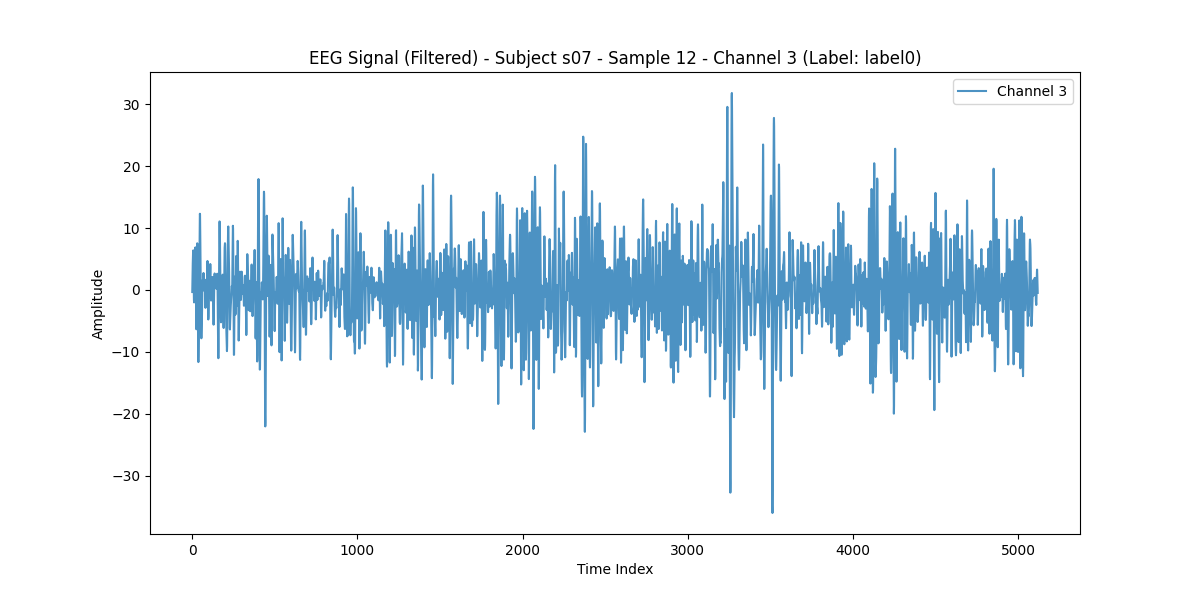 EEG Signal (Filtered) - Subject s07 - Sample 12 - Channel 3 (Label: label0)
Channel 3
30
20
10
0
−10
−20
−30
Amplitude
0 1000 2000 3000 4000 5000
Time Index